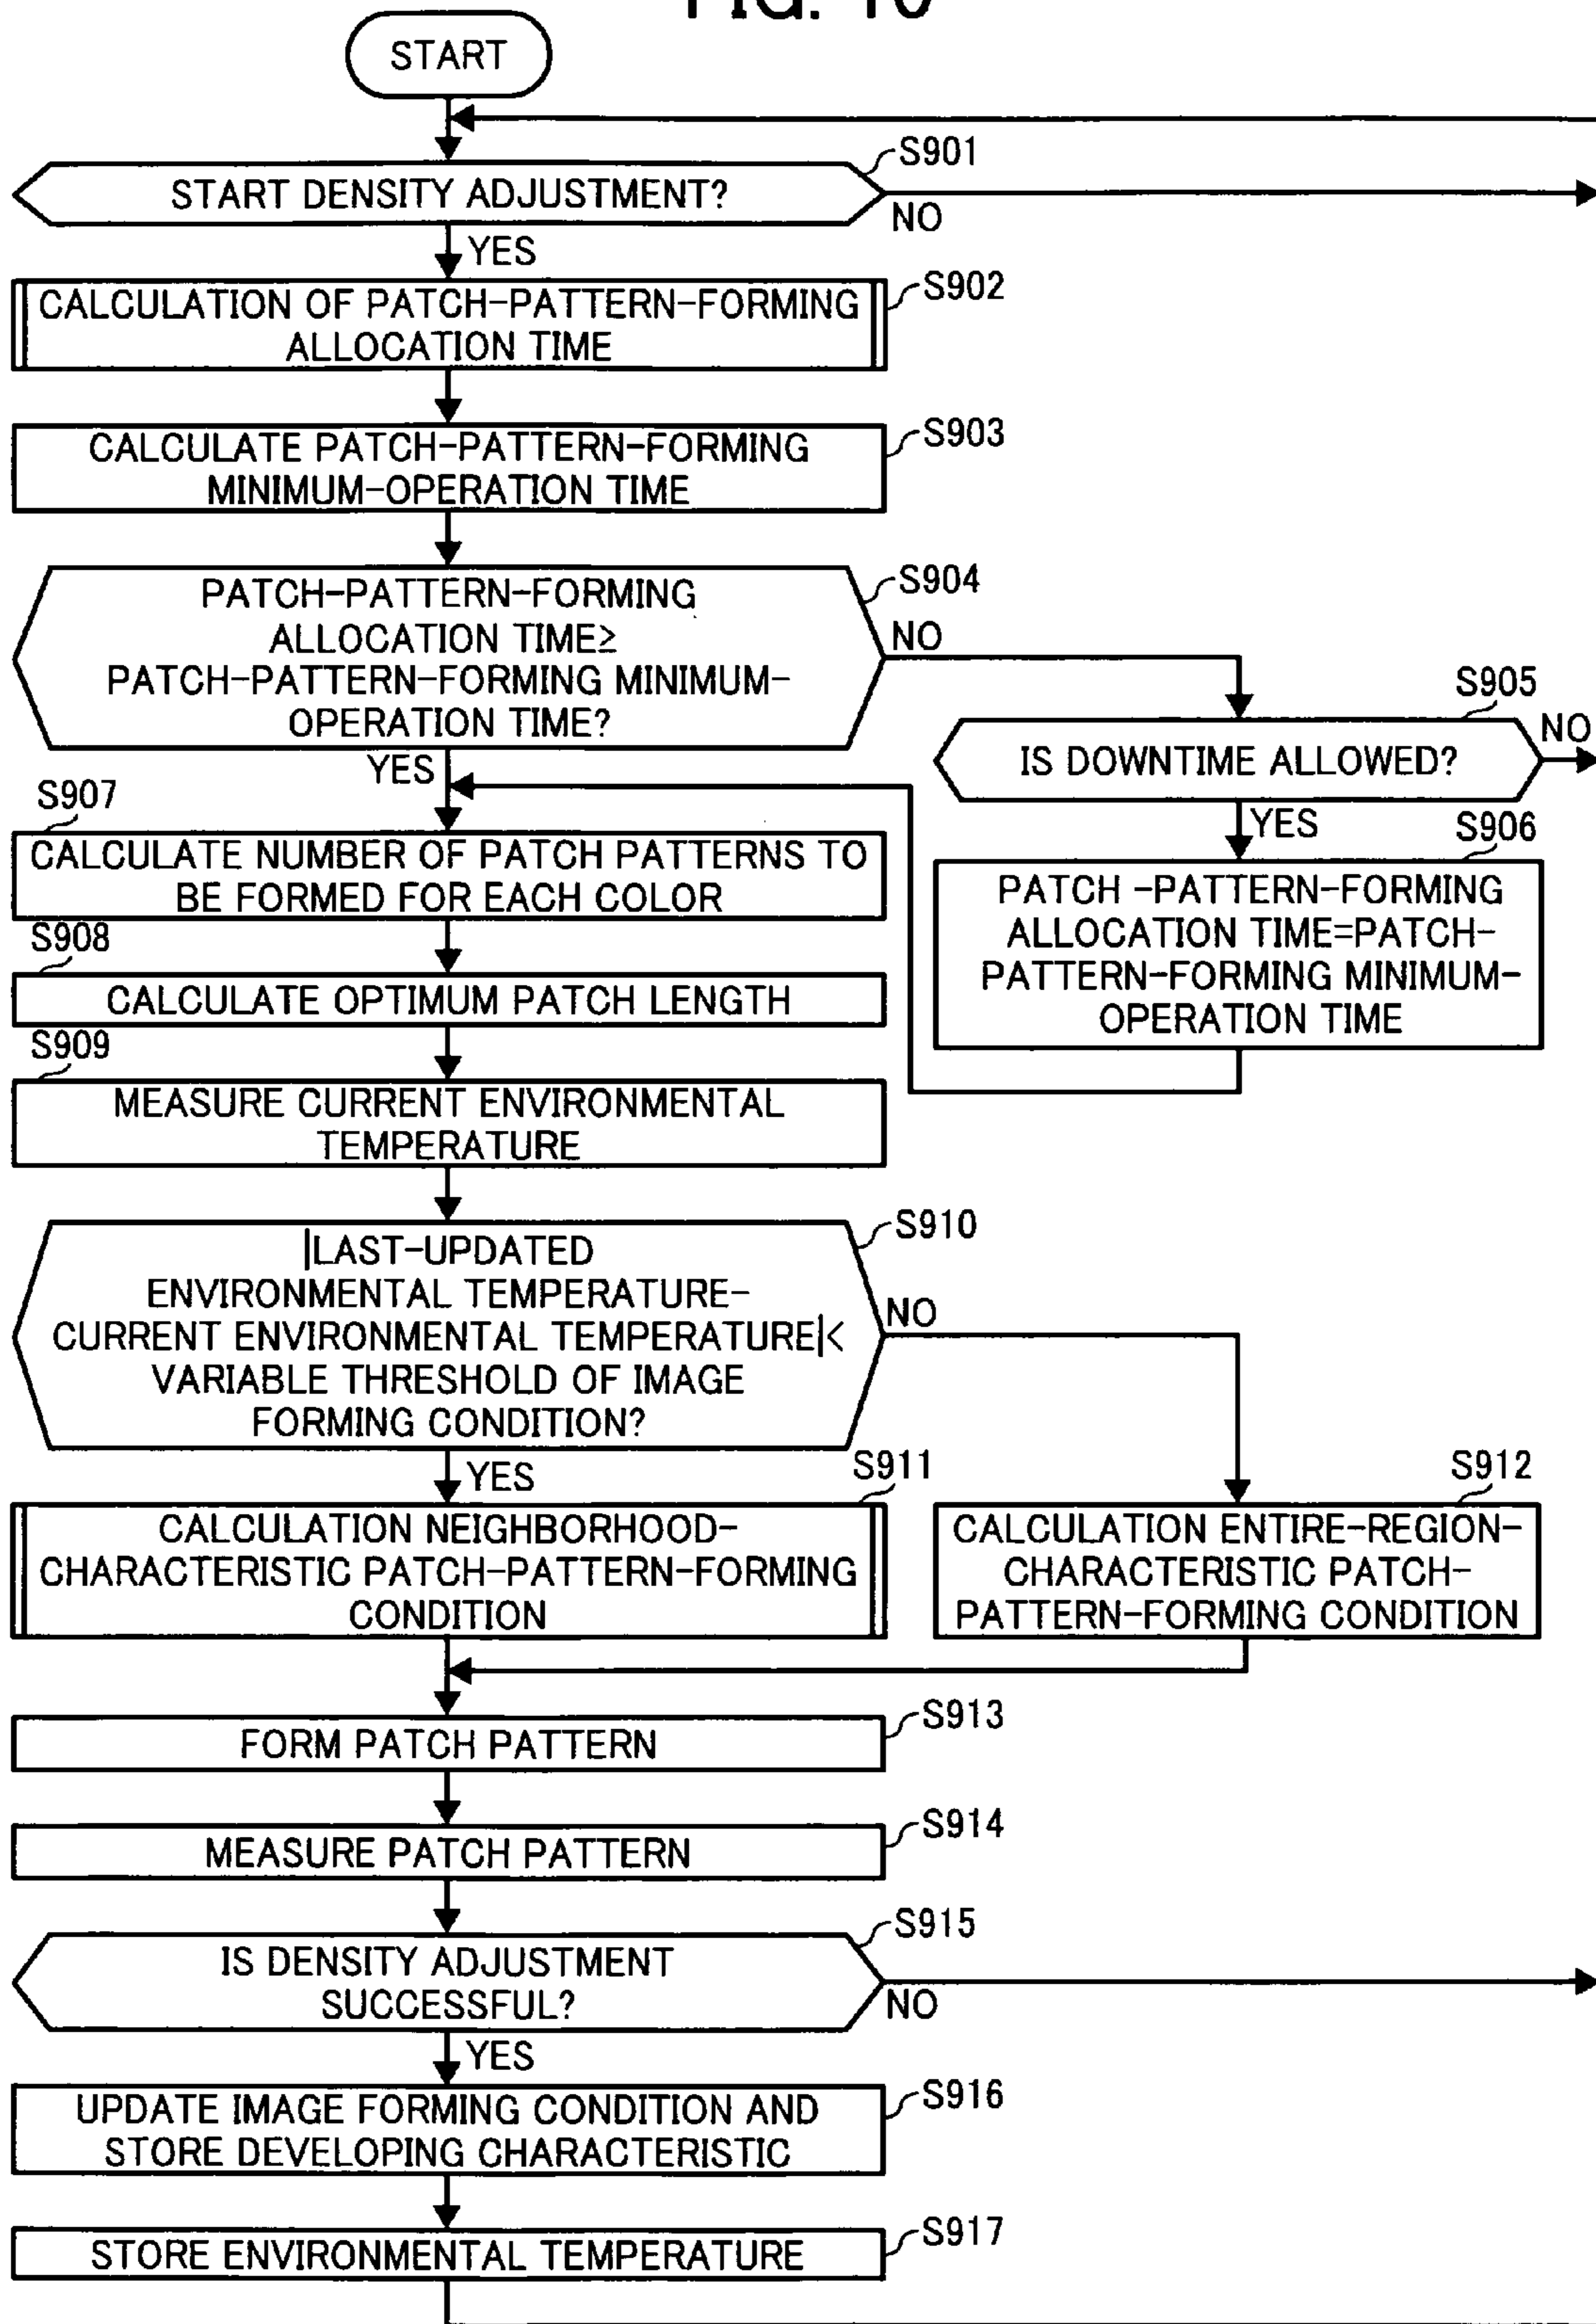 FIG. 10
START
S901
START DENSITY ADJUSTMENT?
NO
YES
S902
CALCULATION OF PATCH-PATTERN-FORMING
ALLOCATION TIME
S903
CALCULATE PATCH-PATTERN-FORMING
MINIMUM-OPERATION TIME
S904
PATCH-PATTERN-FORMING
ALLOCATION TIME≥
PATCH-PATTERN-FORMING MINIMUM-
OPERATION TIME?
NO
YES
S905
IS DOWNTIME ALLOWED?
NO
YES
S906
PATCH -PATTERN-FORMING
ALLOCATION TIME=PATCH-
PATTERN-FORMING MINIMUM-
OPERATION TIME
S907
CALCULATE NUMBER OF PATCH PATTERNS TO
BE FORMED FOR EACH COLOR
S908
CALCULATE OPTIMUM PATCH LENGTH
S909
MEASURE CURRENT ENVIRONMENTAL
TEMPERATURE
S910
|LAST-UPDATED
ENVIRONMENTAL TEMPERATURE-
CURRENT ENVIRONMENTAL TEMPERATURE|<
VARIABLE THRESHOLD OF IMAGE
FORMING CONDITION?
NO
YES
S911
CALCULATION NEIGHBORHOOD-
CHARACTERISTIC PATCH-PATTERN-FORMING
CONDITION
S912
CALCULATION ENTIRE-REGION-
CHARACTERISTIC PATCH-
PATTERN-FORMING CONDITION
S913
FORM PATCH PATTERN
S914
MEASURE PATCH PATTERN
S915
IS DENSITY ADJUSTMENT
SUCCESSFUL?
NO
YES
S916
UPDATE IMAGE FORMING CONDITION AND
STORE DEVELOPING CHARACTERISTIC
S917
STORE ENVIRONMENTAL TEMPERATURE